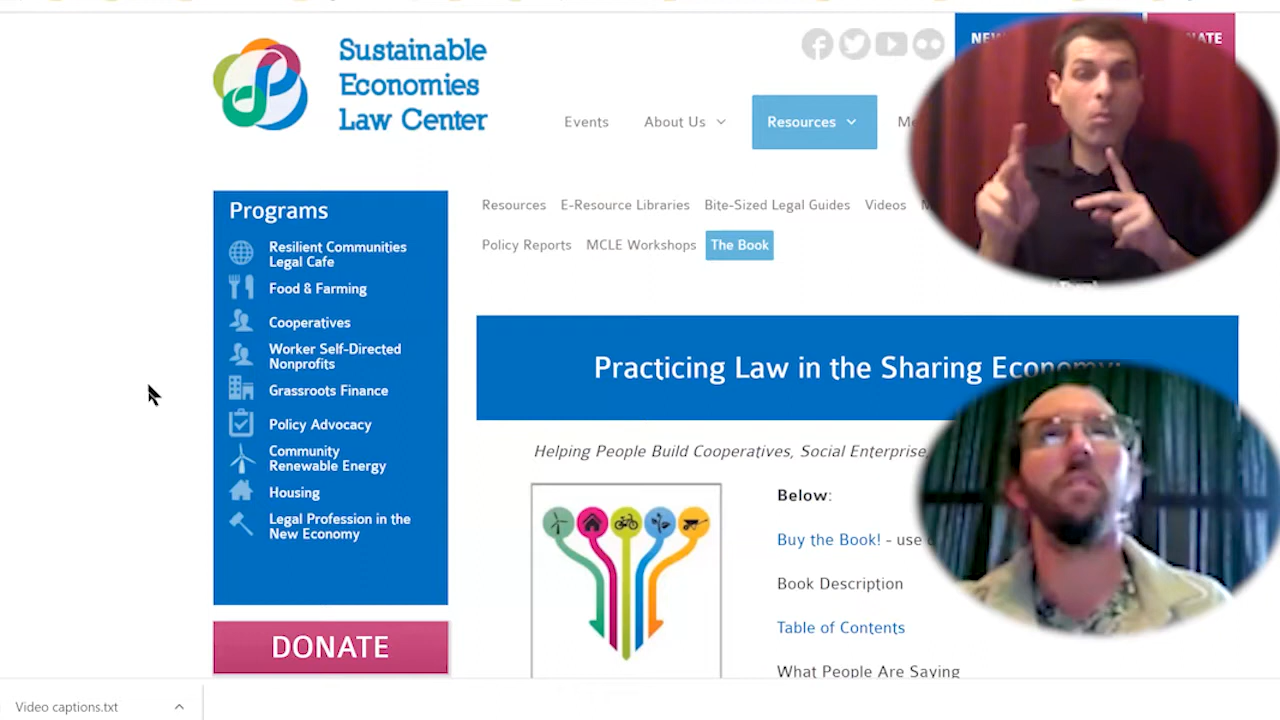 Sustainable
Economies
Law Center
Events
About Us
Resources
Programs
Resilient Communities
Legal Cafe
Food & Farming
Cooperatives
Worker Self-Directed
Nonprofits
Grassroots Finance
Policy Advocacy
Community
Renewable Energy
Housing
Legal Profession in the
New Economy
DONATE
Resources E-Resource Libraries Bite-Sized Legal Guides Videos
Policy Reports MCLE Workshops The Book
Practicing Law in the Sharing Economy:
Helping People Build Cooperatives, Social Enterprise,
Below:
Buy the Book! - use
Book Description
Table of Contents
What People Are Saying
Video captions.txt